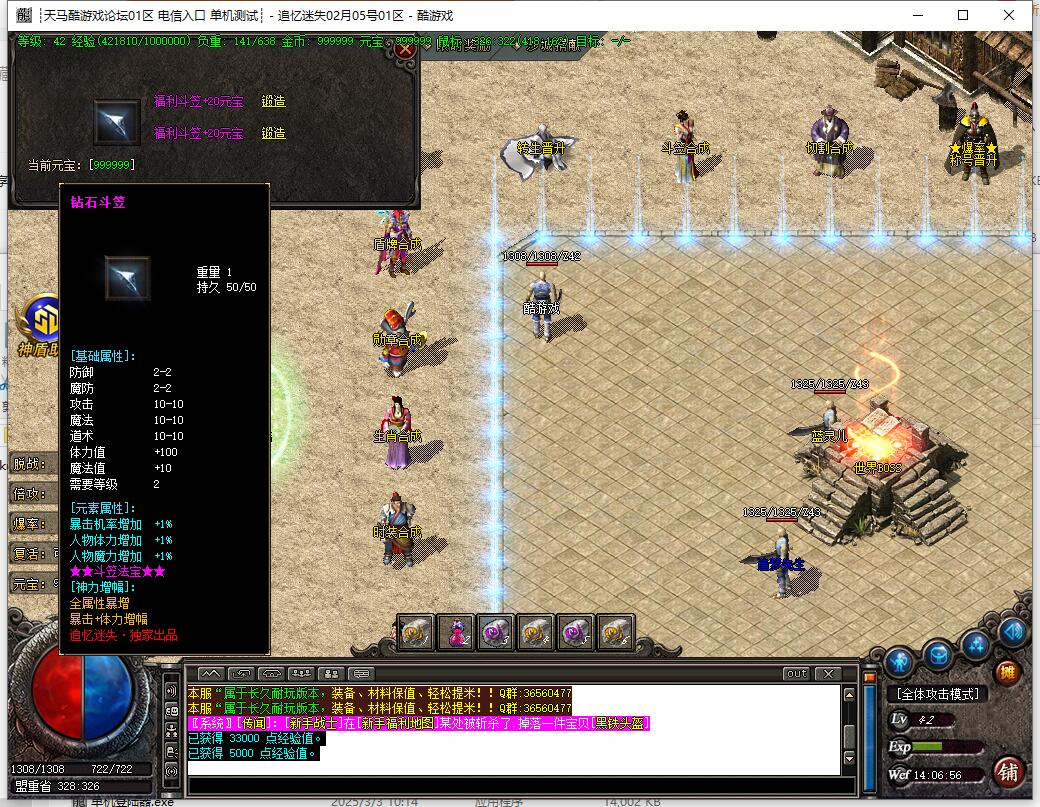 天马酷游戏论坛01区 电信入口 单机测试 - 追忆迷失02月05号01区 - 酷游戏
等级: 42 经验(421810/1000000) 负重: 141/638 金币: 999999 元宝: 999999
福利斗笠+20元宝 锻造
福利斗笠+20元宝 锻造
当前元宝: [999999]
转生晋升
斗笠合成
切割合成
★爆率★
称号晋升
钻石斗笠
重量 1
持久 50/50
[基础属性]:
防御 2-2
魔防 2-2
攻击 10-10
魔法 10-10
道术 10-10
体力值 +100
魔法值 +10
需要等级 2
[元素属性]:
暴击机率增加 +1%
人物体力增加 +1%
人物魔力增加 +1%
★★斗笠法宝★★
[神力增幅]:
全属性暴增
暴击+体力增幅
追忆迷失·独家出品
盾牌合成
勋章合成
生肖合成
时装合成
1308/1308/Z42
酷游戏
1325/1325/Z43
蓝灵儿
世界BOSS
1325/1325/Z43
神盾
脱战:
倍攻:
爆率:
复活:
元宝:
out
本服“属于长久耐玩版本，装备、材料保值、轻松提米！！Q群:36560477
本服“属于长久耐玩版本，装备、材料保值、轻松提米！！Q群:36560477
〖系统〗[传闻]: [新手战士]在[新手福利地图]某处被斩杀了.掉落一件宝贝[黑铁头盔]
已获得 33000 点经验值。
已获得 5000 点经验值。
1308/1308 722/722
盟重省 328:326
摊
[全体攻击模式]
Lv 42
Exp
Wcf 14:06:56
铺
单机登陆器.exe 2025/3/3 10:14 应用程序 14,002 KB